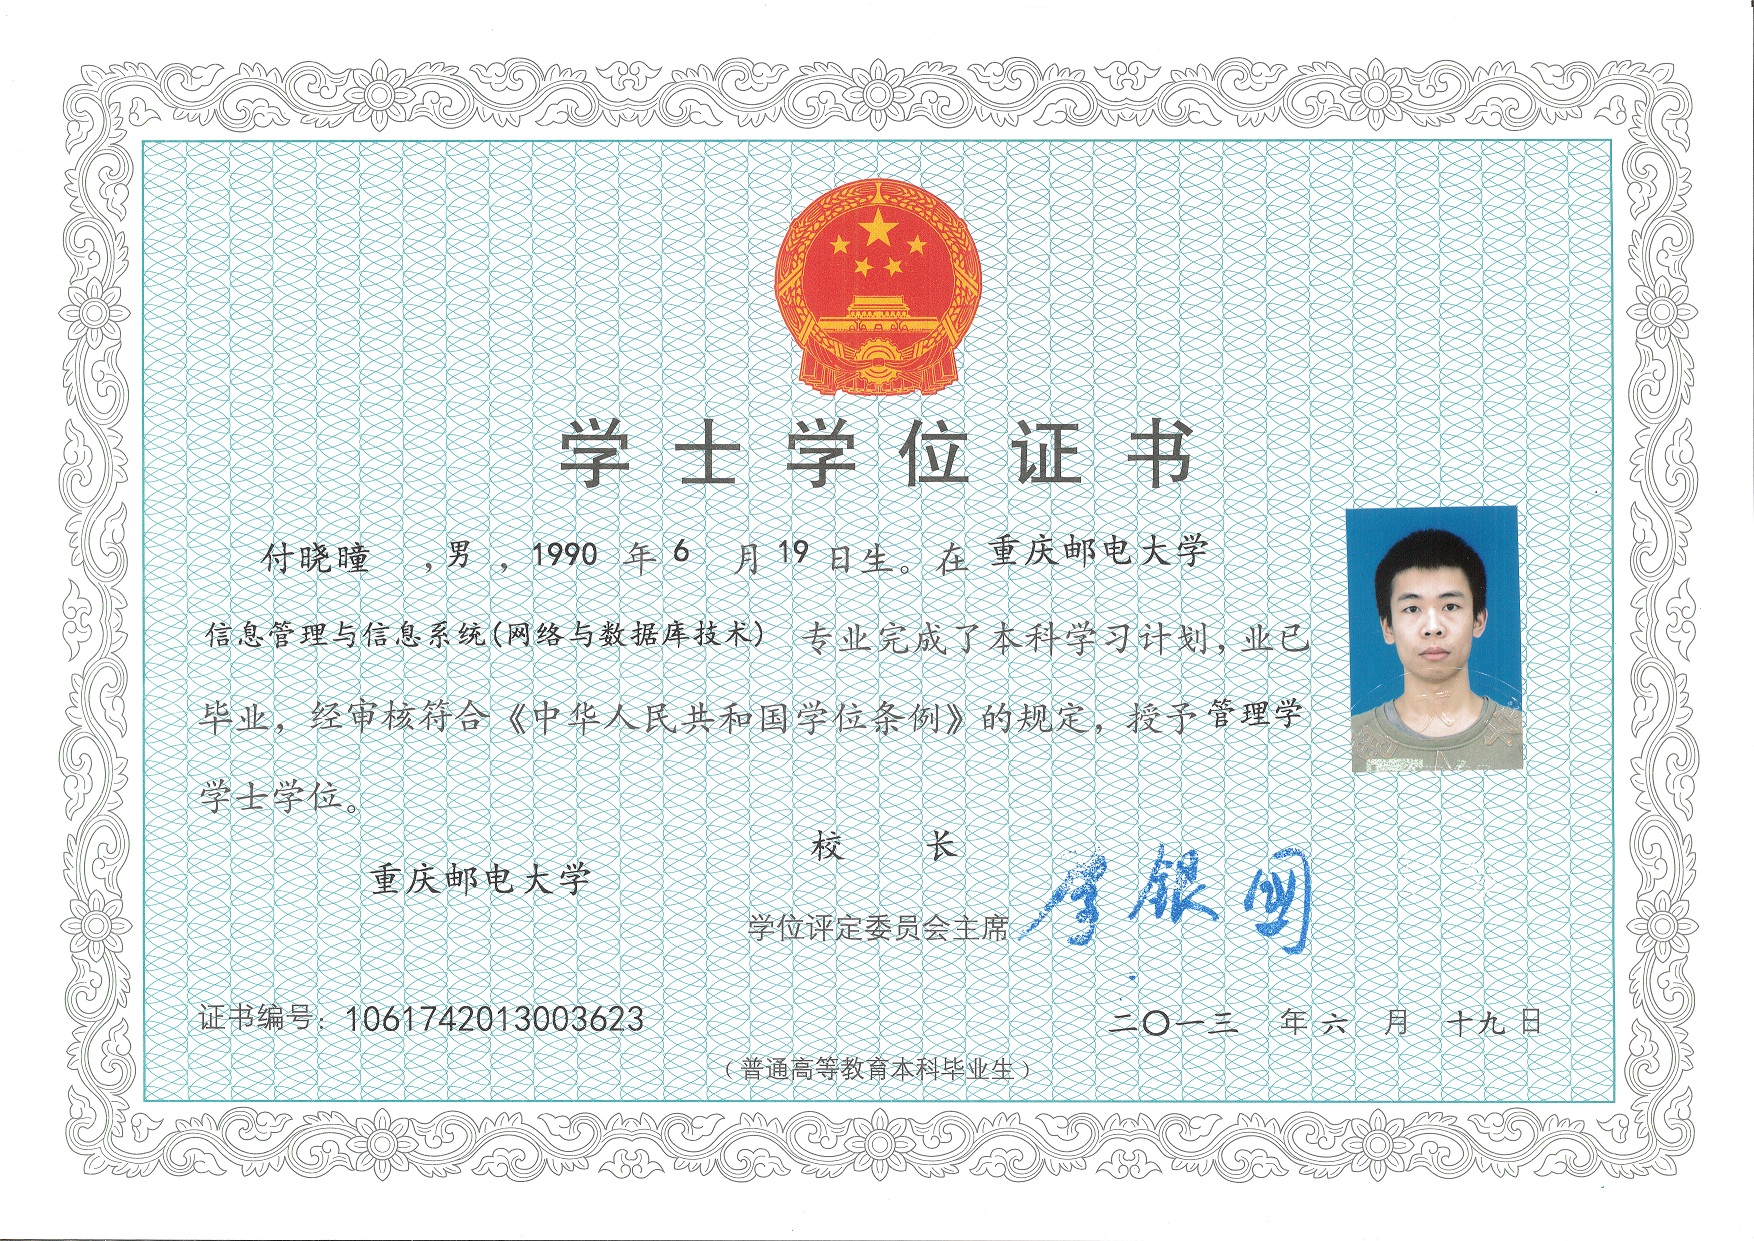 学士学位证书
付晓曈 ，男 ，1990 年 6 月 19 日生。在 重庆邮电大学
信息管理与信息系统(网络与数据库技术) 专业完成了本科学习计划，业已
毕业，经审核符合《中华人民共和国学位条例》的规定，授予 管理学
学士学位。
校 长
重庆邮电大学
学位评定委员会主席
证书编号：1061742013003623
二〇一三 年 六 月 十九 日
（普通高等教育本科毕业生）